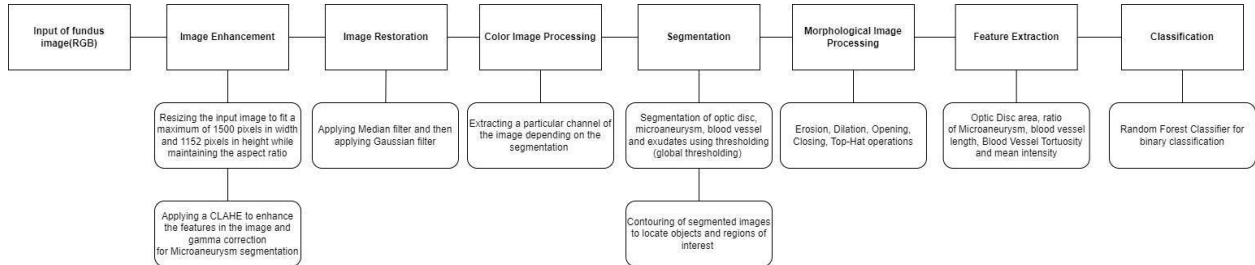 Input of fundus
image(RGB)
Image Enhancement
Image Restoration
Color Image Processing
Segmentation
Morphological Image
Processing
Feature Extraction
Classification
Resizing the input image to fit a
maximum of 1500 pixels in width
and 1152 pixels in height while
maintaining the aspect ratio
Applying Median filter and then
applying Gaussian filter
Extracting a particular channel of
the image depending on the
segmentation
Segmentation of optic disc,
microaneurysm, blood vessel
and exudates using thresholding
(global thresholding)
Erosion, Dilation, Opening,
Closing, Top-Hat operations
Optic Disc area, ratio
of Microaneurysm, blood vessel
length, Blood Vessel Tortuosity
and mean intensity
Random Forest Classifier for
binary classification
Applying a CLAHE to enhance
the features in the image and
gamma correction
for Microaneurysm segmentation
Contouring of segmented images
to locate objects and regions of
interest